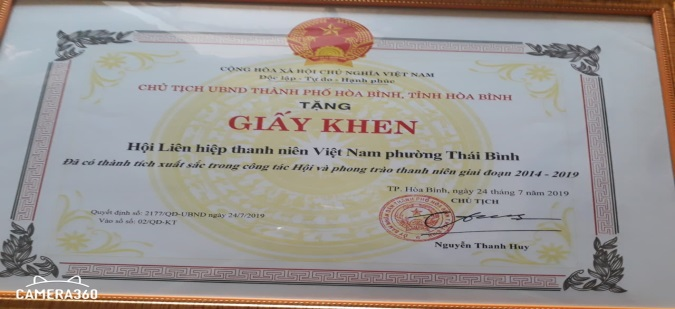 CỘNG HÒA XÃ HỘI CHỦ NGHĨA VIỆT NAM
Độc lập - Tự do - Hạnh phúc
CHỦ TỊCH UBND THÀNH PHỐ HÒA BÌNH, TỈNH HÒA BÌNH
TẶNG
GIẤY KHEN
Hội Liên hiệp thanh niên Việt Nam phường Thái Bình
Đã có thành tích xuất sắc trong công tác Hội và phong trào thanh niên giai đoạn 2014 - 2019
TP. Hòa Bình, ngày 24 tháng 7 năm 2019
CHỦ TỊCH
Quyết định số: 2177/QĐ-UBND ngày 24/7/2019
Vào sổ số: 02/QĐ-KT
Nguyễn Thanh Huy
CAMERA360